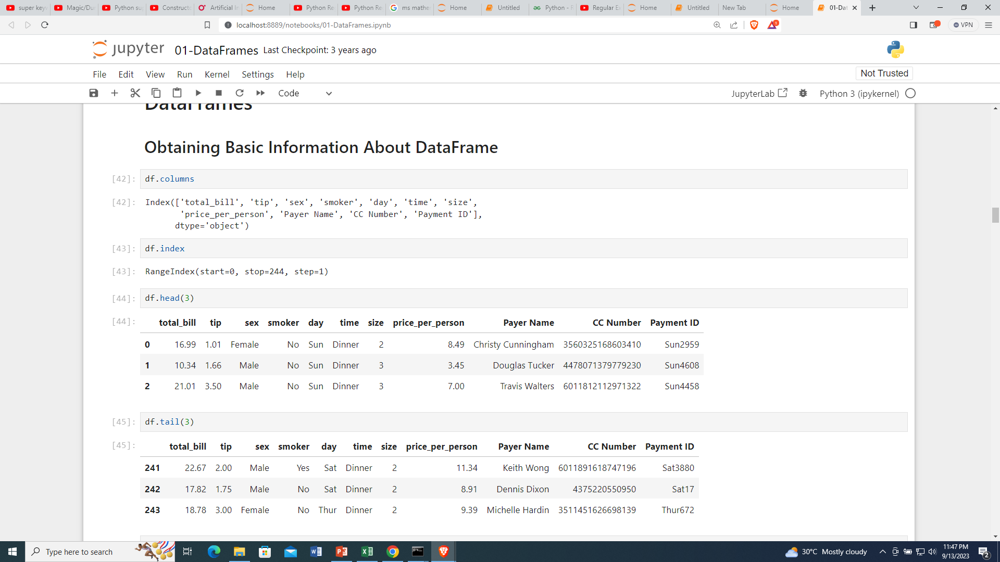 super keyw Magic/Dun Python sup Constructo Artificial In Home Python Re Python Re ms mather Home Untitled Python - R Regular Ex Home Untitled New Tab Home 01-Dat
localhost:8889/notebooks/01-DataFrames.ipynb VPN
jupyter 01-DataFrames Last Checkpoint: 3 years ago
File Edit View Run Kernel Settings Help Not Trusted
Code JupyterLab Python 3 (ipykernel)
DataFrames
Obtaining Basic Information About DataFrame
[42]: df.columns
[42]: Index(['total_bill', 'tip', 'sex', 'smoker', 'day', 'time', 'size',
'price_per_person', 'Payer Name', 'CC Number', 'Payment ID'],
dtype='object')
[43]: df.index
[43]: RangeIndex(start=0, stop=244, step=1)
[44]: df.head(3)
[44]: total_bill tip sex smoker day time size price_per_person Payer Name CC Number Payment ID
0 16.99 1.01 Female No Sun Dinner 2 8.49 Christy Cunningham 3560325168603410 Sun2959
1 10.34 1.66 Male No Sun Dinner 3 3.45 Douglas Tucker 4478071379779230 Sun4608
2 21.01 3.50 Male No Sun Dinner 3 7.00 Travis Walters 6011812112971322 Sun4458
[45]: df.tail(3)
[45]: total_bill tip sex smoker day time size price_per_person Payer Name CC Number Payment ID
241 22.67 2.00 Male Yes Sat Dinner 2 11.34 Keith Wong 6011891618747196 Sat3880
242 17.82 1.75 Male No Sat Dinner 2 8.91 Dennis Dixon 4375220550950 Sat17
243 18.78 3.00 Female No Thur Dinner 2 9.39 Michelle Hardin 3511451626698139 Thur672
Type here to search 30°C Mostly cloudy 11:47 PM
9/13/2023 2